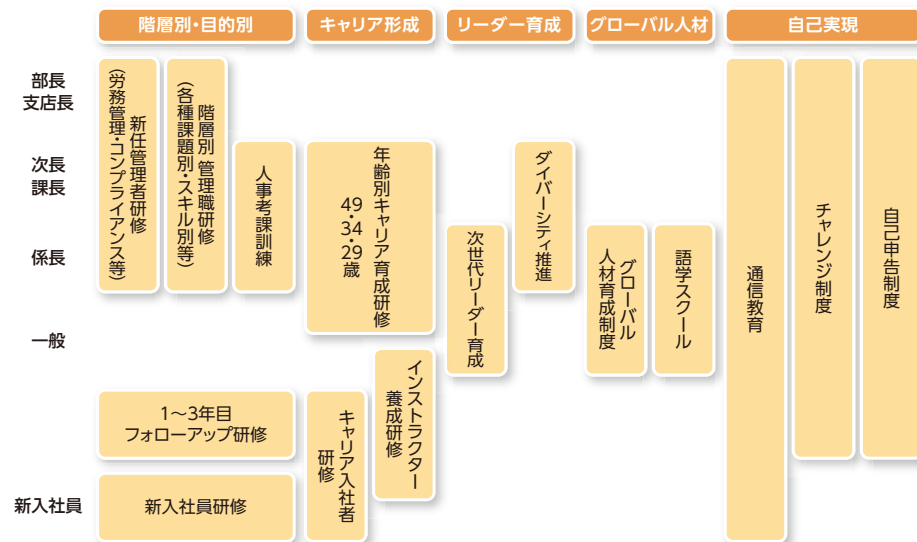 階層別・目的別
キャリア形成
リーダー育成
グローバル人材
自己実現
部長
支店長
次長
課長
係長
一般
新入社員
新任管理者研修
（労務管理・コンプライアンス等）
階層別 管理職研修
（各種課題別・スキル別等）
人事考課訓練
1～3年目
フォローアップ研修
新入社員研修
年齢別キャリア育成研修
49・34・29歳
インストラクター
養成研修
キャリア入社者
研修
次世代リーダー育成
ダイバーシティ推進
グローバル
人材育成制度
語学スクール
通信教育
チャレンジ制度
自己申告制度